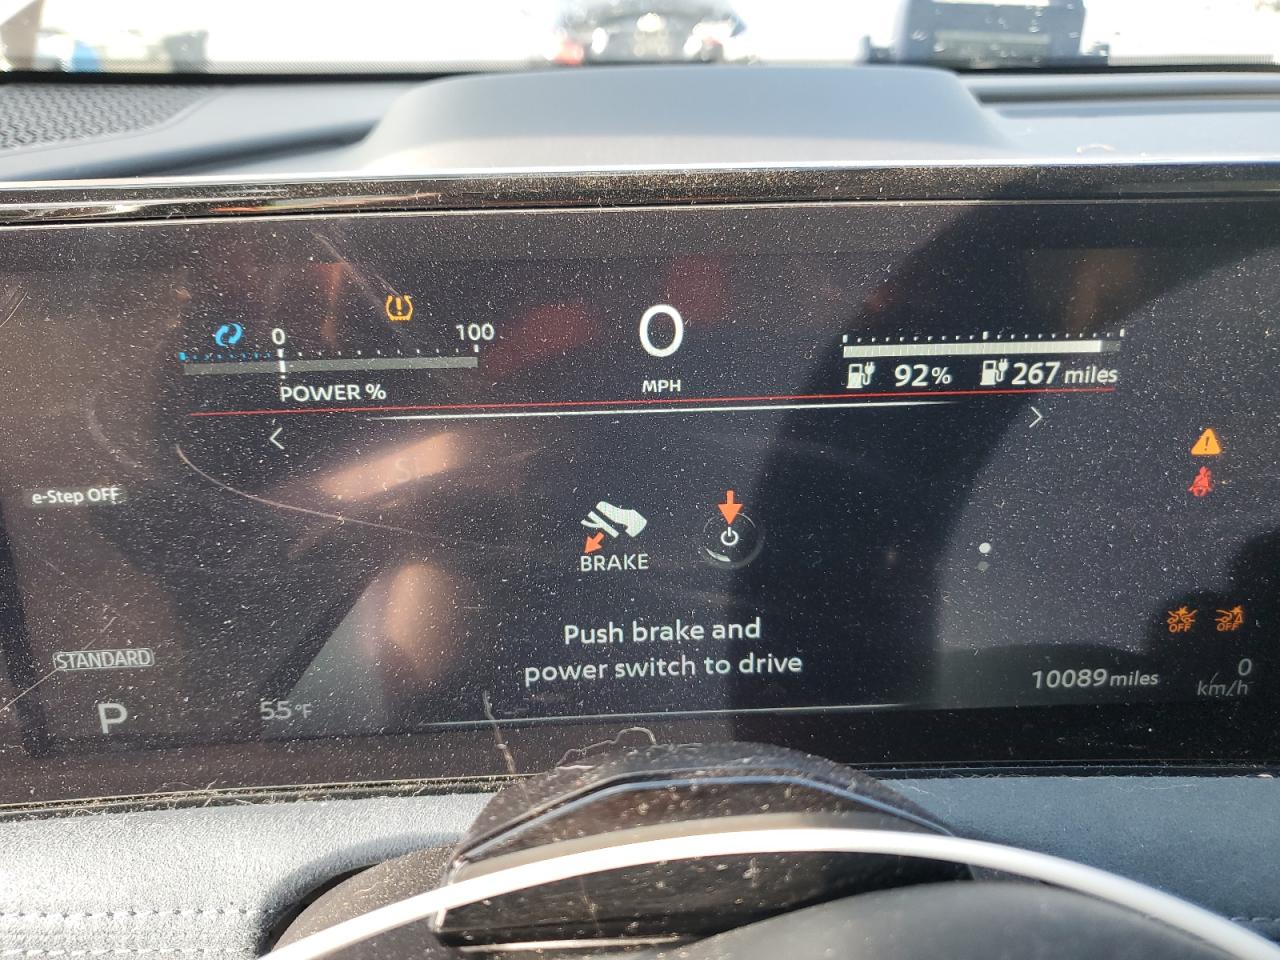 0
100
POWER %
0
MPH
92%
267 miles
e-Step OFF
BRAKE
Push brake and
power switch to drive
STANDARD
P
55°F
OFF
OFF
10089 miles
0
km/h